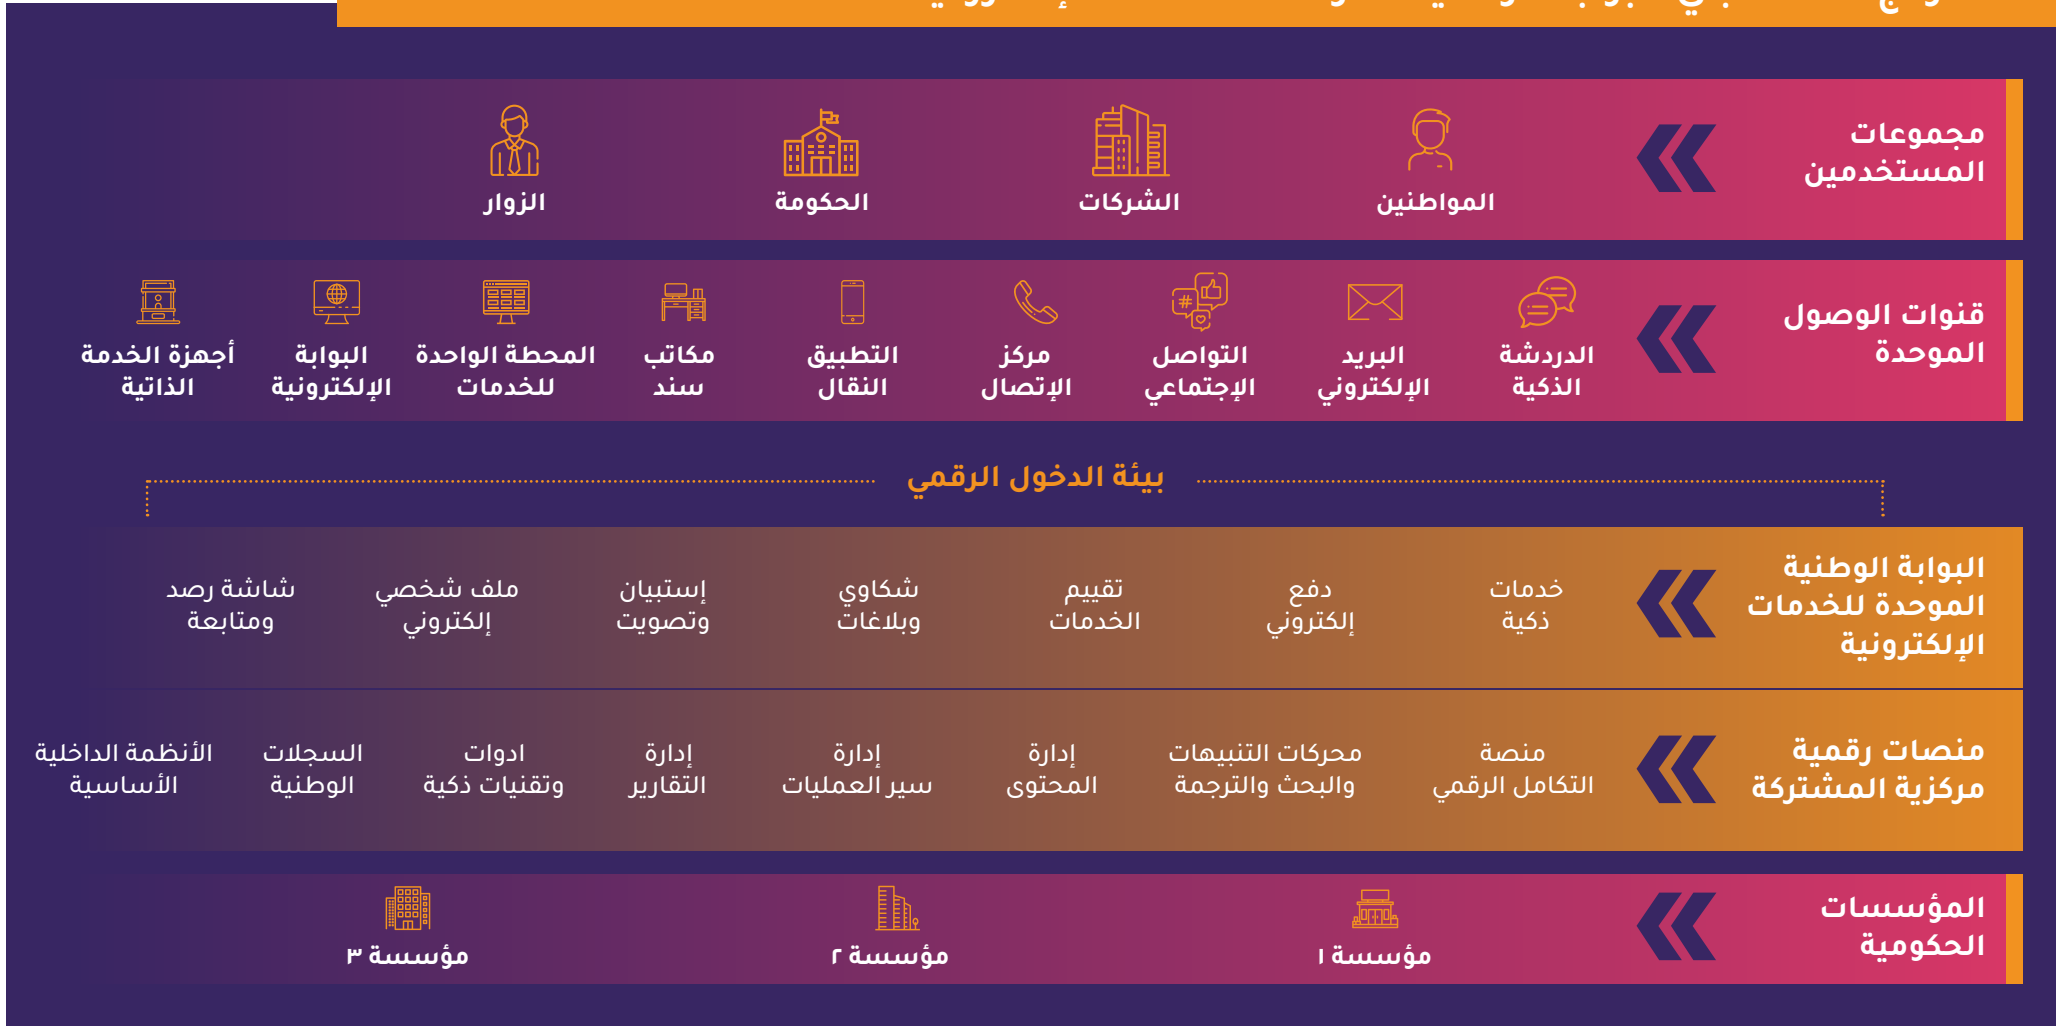 مجموعات
المستخدمين
المواطنين
الشركات
الحكومة
الزوار
قنوات الوصول
الموحدة
الدردشة
الذكية
البريد
الإلكتروني
التواصل
الإجتماعي
مركز
الإتصال
التطبيق
النقال
مكاتب
سند
المحطة الواحدة
للخدمات
البوابة
الإلكترونية
أجهزة الخدمة
الذاتية
بيئة الدخول الرقمي
البوابة الوطنية
الموحدة للخدمات
الإلكترونية
خدمات
ذكية
دفع
إلكتروني
تقييم
الخدمات
شكاوي
وبلاغات
إستبيان
وتصويت
ملف شخصي
إلكتروني
شاشة رصد
ومتابعة
منصات رقمية
مركزية المشتركة
منصة
التكامل الرقمي
محركات التنبيهات
والبحث والترجمة
إدارة
المحتوى
إدارة
سير العمليات
إدارة
التقارير
ادوات
وتقنيات ذكية
السجلات
الوطنية
الأنظمة الداخلية
الأساسية
المؤسسات
الحكومية
مؤسسة ١
مؤسسة ٢
مؤسسة ٣